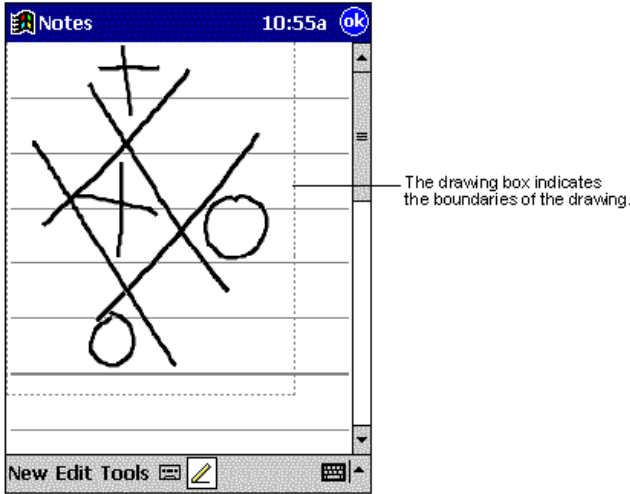 Notes 10:55a ok
The drawing box indicates
the boundaries of the drawing.
New Edit Tools